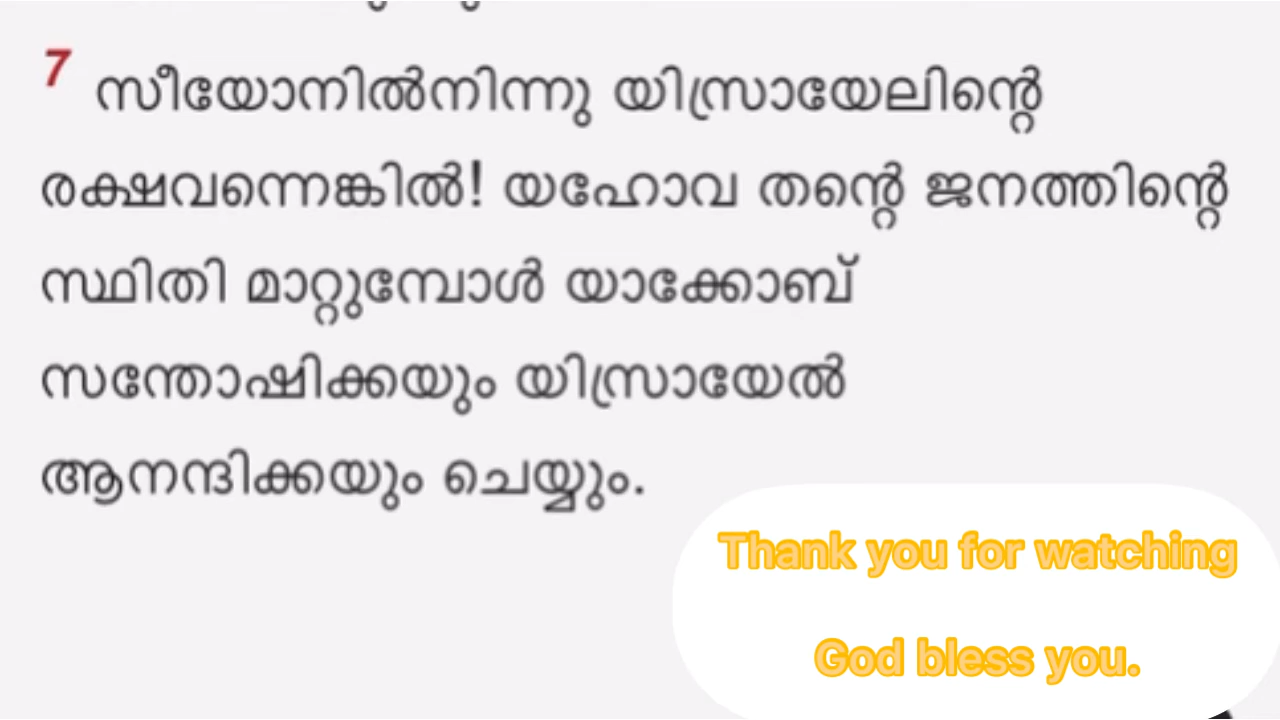 7 സീയോനിൽനിന്നു യിസ്രായേലിന്റെ
രക്ഷവന്നെങ്കിൽ! യഹോവ തന്റെ ജനത്തിന്റെ
സ്ഥിതി മാറ്റുമ്പോൾ യാക്കോബ്
സന്തോഷിക്കയും യിസ്രായേൽ
ആനന്ദിക്കയും ചെയ്യും.
Thank you for watching
God bless you.